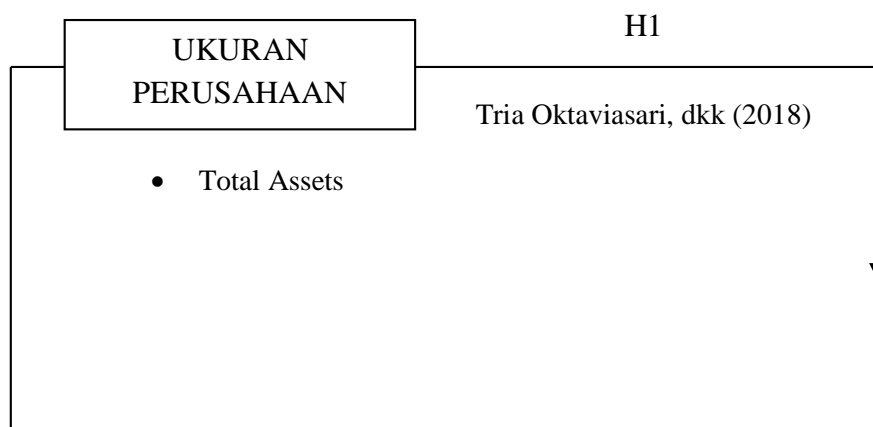 H1
UKURAN
PERUSAHAAN
Tria Oktaviasari, dkk (2018)
• Total Assets